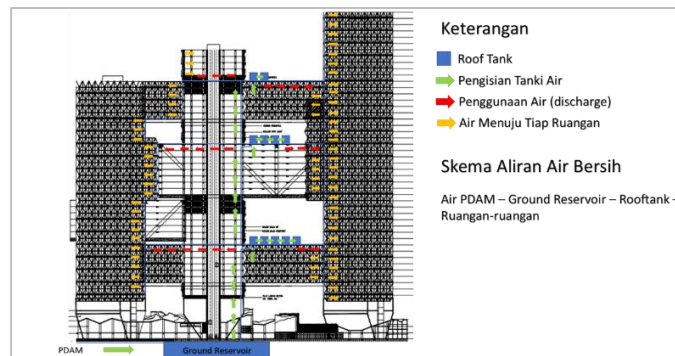 Keterangan
Roof Tank
Pengisian Tanki Air
Penggunaan Air (discharge)
Air Menuju Tiap Ruangan
Skema Aliran Air Bersih
Air PDAM – Ground Reservoir – Rooftank -
Ruangan-ruangan
PDAM
Ground Reservoir